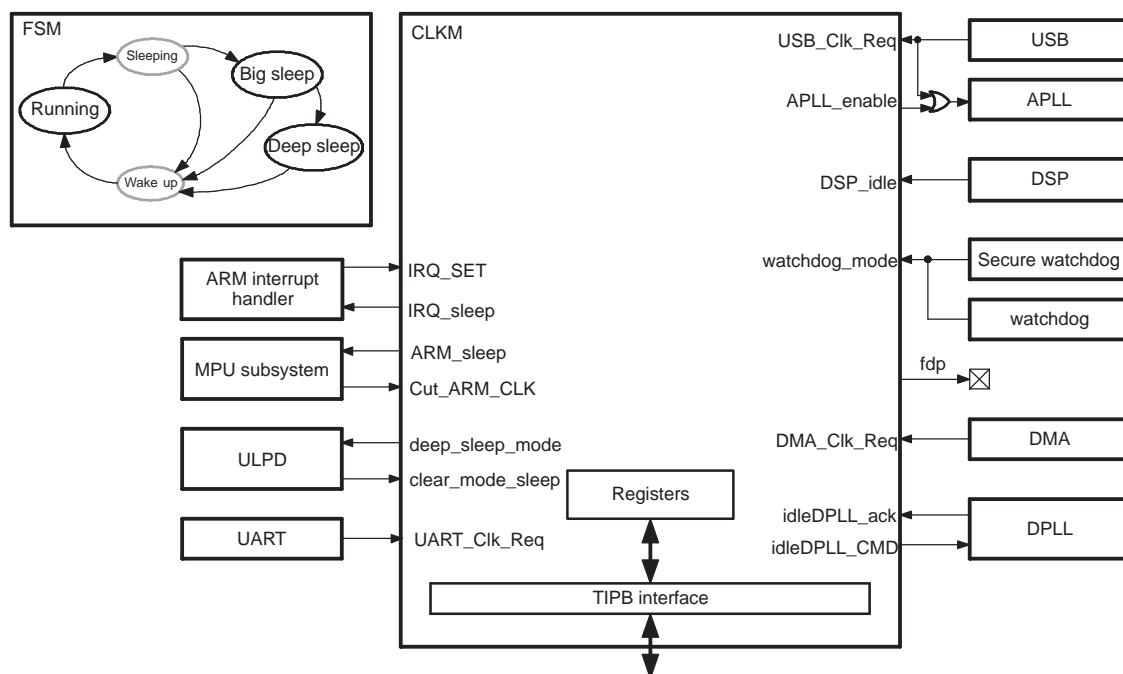 FSM
Sleeping
Big sleep
Running
Deep sleep
Wake up
CLKM
USB_Clk_Req
USB
APLL_enable
APLL
DSP_idle
DSP
watchdog_mode
Secure watchdog
watchdog
ARM interrupt
handler
IRQ_SET
IRQ_sleep
MPU subsystem
ARM_sleep
Cut_ARM_CLK
fdp
ULPD
deep_sleep_mode
clear_mode_sleep
DMA_Clk_Req
DMA
Registers
UART
UART_Clk_Req
idleDPLL_ack
idleDPLL_CMD
DPLL
TIPB interface